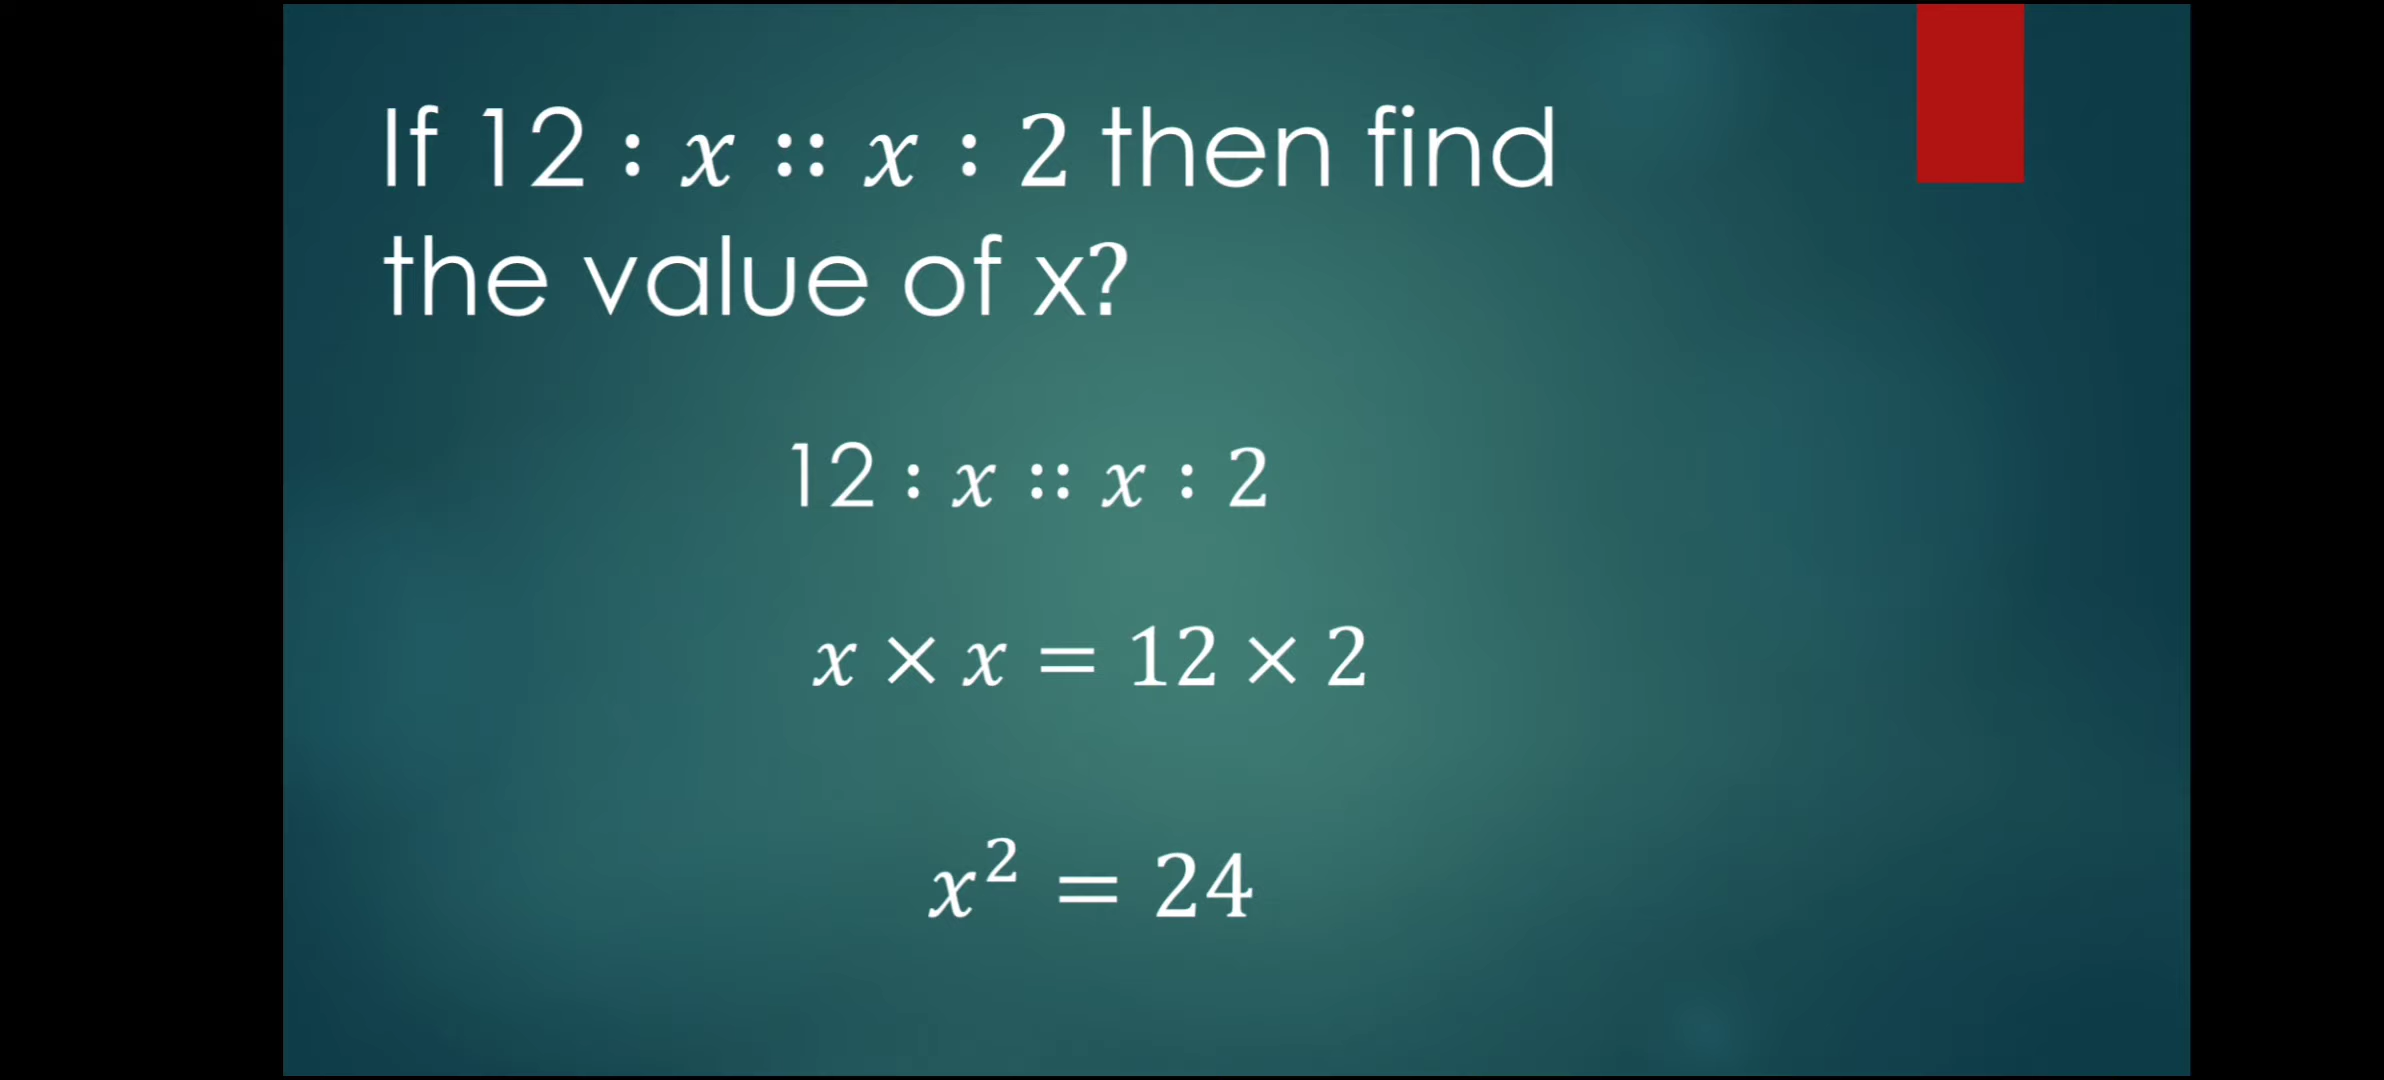 If 12 : x :: x : 2 then find
the value of x?
12 : x :: x : 2
x × x = 12 × 2
x² = 24